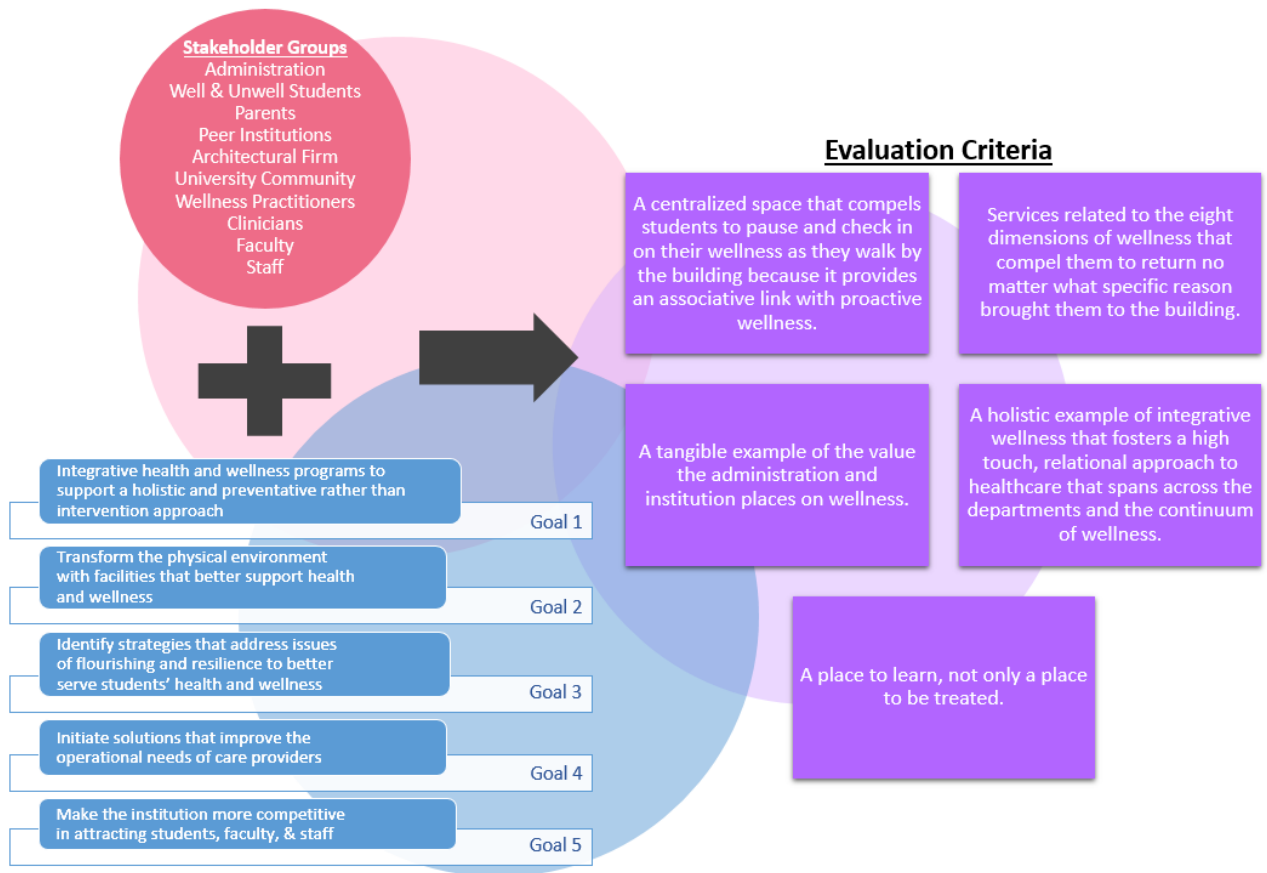 Stakeholder Groups
Administration
Well & Unwell Students
Parents
Peer Institutions
Architectural Firm
University Community
Wellness Practitioners
Clinicians
Faculty
Staff
Integrative health and wellness programs to
support a holistic and preventative rather than
intervention approach
Goal 1
Transform the physical environment
with facilities that better support health
and wellness
Goal 2
Identify strategies that address issues
of flourishing and resilience to better
serve students’ health and wellness
Goal 3
Initiate solutions that improve the
operational needs of care providers
Goal 4
Make the institution more competitive
in attracting students, faculty, & staff
Goal 5
Evaluation Criteria
A centralized space that compels
students to pause and check in
on their wellness as they walk by
the building because it provides
an associative link with proactive
wellness.
Services related to the eight
dimensions of wellness that
compel them to return no
matter what specific reason
brought them to the building.
A tangible example of the value
the administration and
institution places on wellness.
A holistic example of integrative
wellness that fosters a high
touch, relational approach to
healthcare that spans across the
departments and the continuum
of wellness.
A place to learn, not only a place
to be treated.